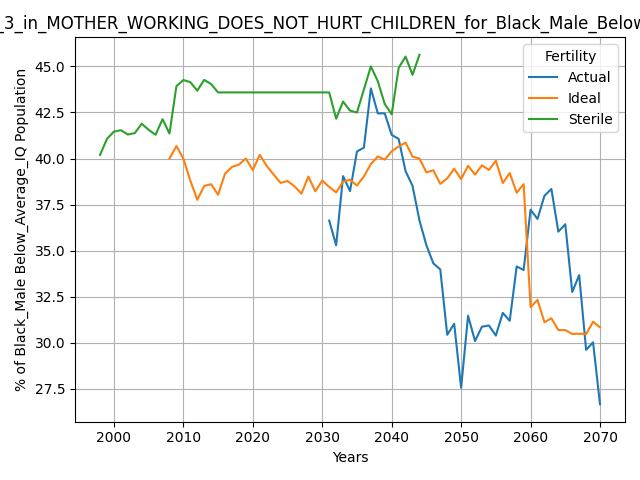 _3_in_MOTHER_WORKING_DOES_NOT_HURT_CHILDREN_for_Black_Male_Below
Fertility
Actual
Ideal
Sterile
45.0
42.5
40.0
37.5
35.0
32.5
30.0
27.5
% of Black_Male Below_Average_IQ Population
2000 2010 2020 2030 2040 2050 2060 2070
Years